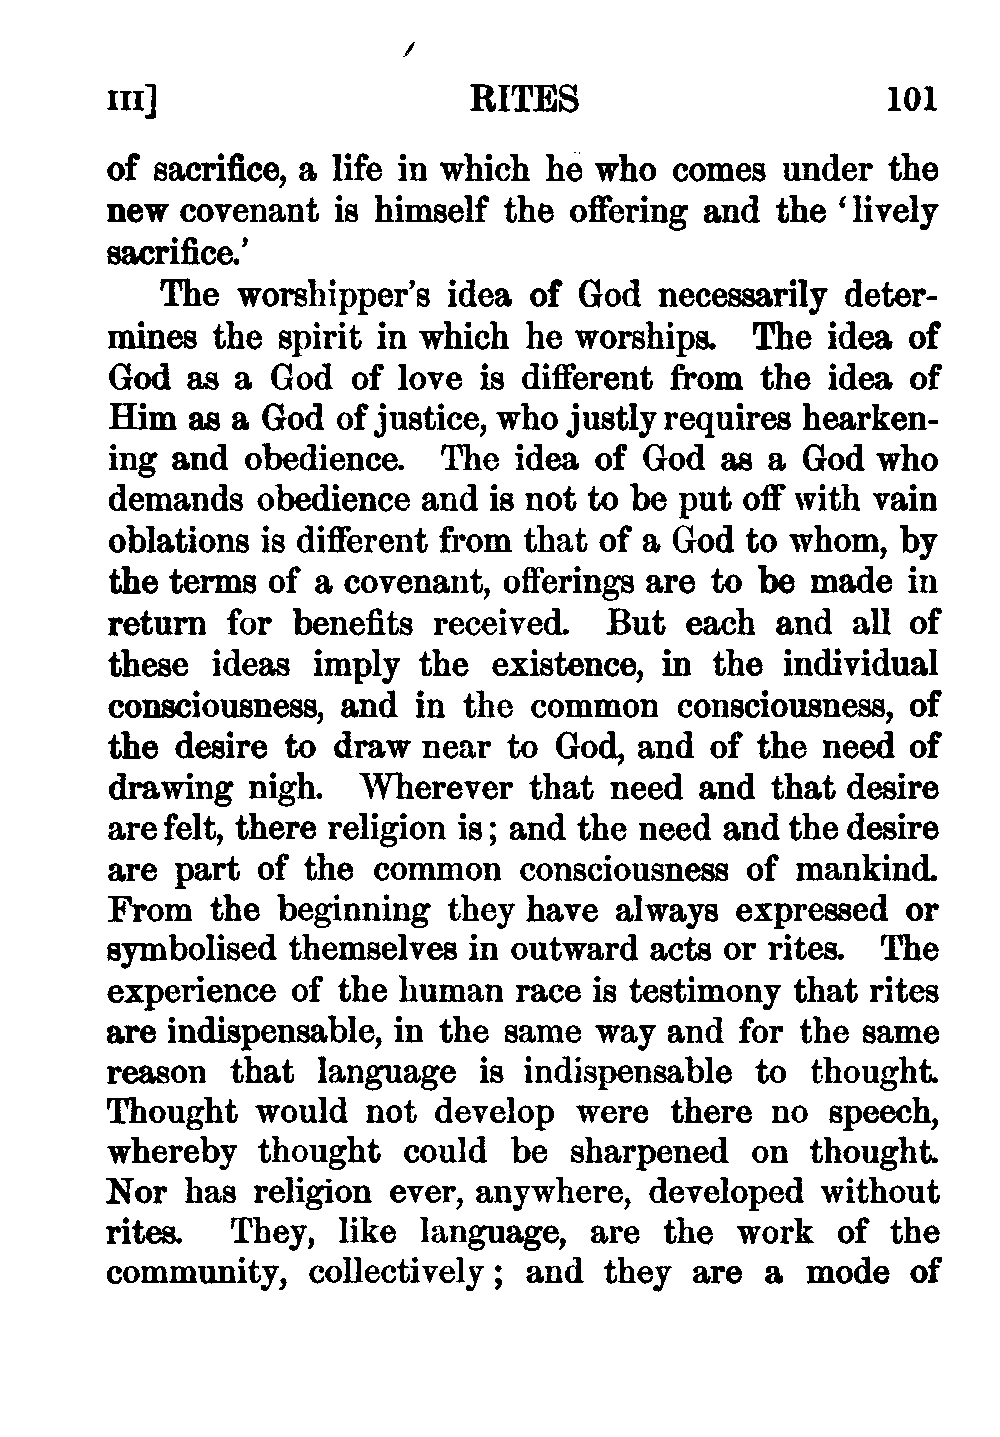 III] RITES 101
of sacrifice, a life in which he who comes under the
new covenant is himself the offering and the ‘lively
sacrifice.’
The worshipper’s idea of God necessarily deter-
mines the spirit in which he worships. The idea of
God as a God of love is different from the idea of
Him as a God of justice, who justly requires hearken-
ing and obedience. The idea of God as a God who
demands obedience and is not to be put off with vain
oblations is different from that of a God to whom, by
the terms of a covenant, offerings are to be made in
return for benefits received. But each and all of
these ideas imply the existence, in the individual
consciousness, and in the common consciousness, of
the desire to draw near to God, and of the need of
drawing nigh. Wherever that need and that desire
are felt, there religion is; and the need and the desire
are part of the common consciousness of mankind.
From the beginning they have always expressed or
symbolised themselves in outward acts or rites. The
experience of the human race is testimony that rites
are indispensable, in the same way and for the same
reason that language is indispensable to thought.
Thought would not develop were there no speech,
whereby thought could be sharpened on thought.
Nor has religion ever, anywhere, developed without
rites. They, like language, are the work of the
community, collectively; and they are a mode of